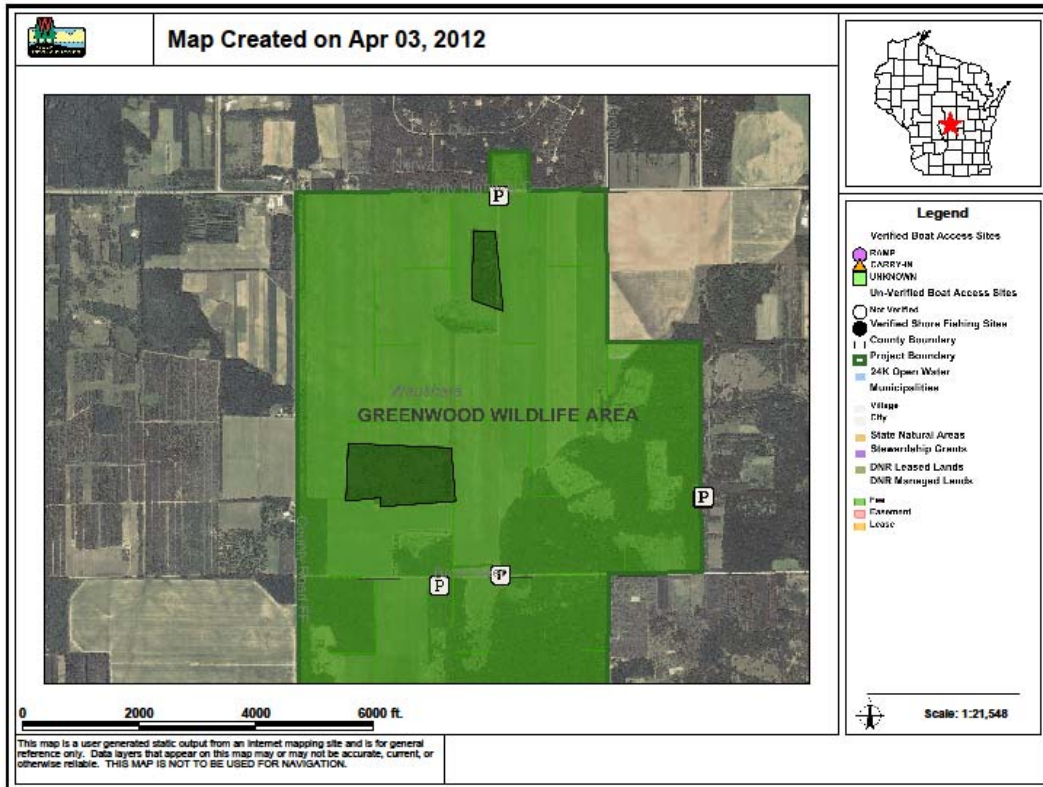 Map Created on Apr 03, 2012
P
Waushara
GREENWOOD WILDLIFE AREA
P
P
P
0 2000 4000 6000 ft.
This map is a user generated static output from an Internet mapping site and is for general
reference only. Data layers that appear on this map may or may not be accurate, current, or
otherwise reliable. THIS MAP IS NOT TO BE USED FOR NAVIGATION.
Legend
Verified Boat Access Sites
RAMP
CARRY-IN
UNKNOWN
Un-Verified Boat Access Sites
Not Verified
Verified Shore Fishing Sites
County Boundary
Project Boundary
24K Open Water
Municipalities
Village
City
State Natural Areas
Stewardship Grants
DNR Leased Lands
DNR Managed Lands
Fee
Easement
Lease
Scale: 1:21,548